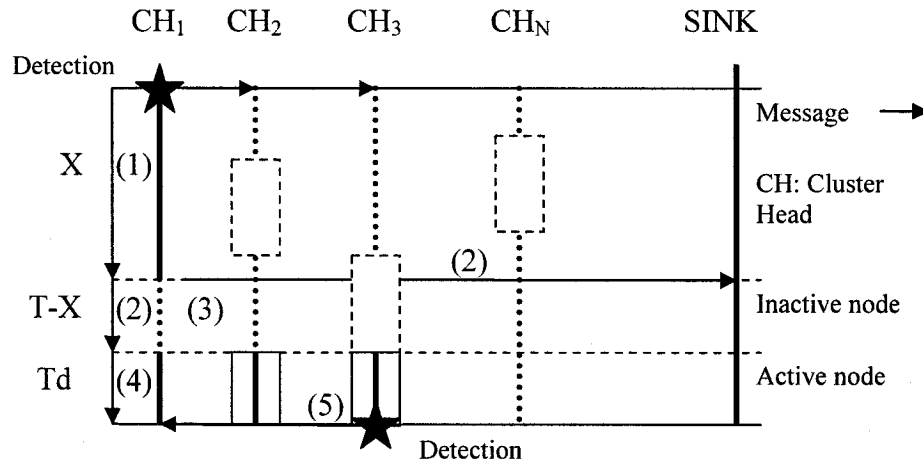 CH₁ CH₂ CH₃ CH_N SINK
Detection
Message
X (1)
CH: Cluster
Head
(2)
T-X (2) (3) Inactive node
Td (4) (5) Active node
Detection